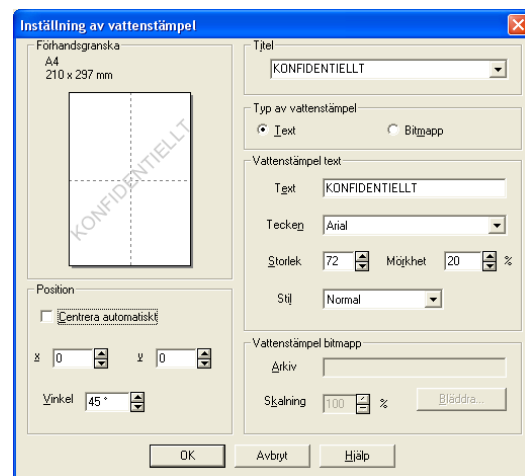 Inställning av vattenstämpel
Förhandsgranska
A4
210 x 297 mm
KONFIDENTIELLT
Position
Centrera automatiskt
x 0 y 0
Vinkel 45 °
Titel
KONFIDENTIELLT
Typ av vattenstämpel
Text Bitmapp
Vattenstämpel text
Text KONFIDENTIELLT
Tecken Arial
Storlek 72 Mörkhet 20 %
Stil Normal
Vattenstämpel bitmapp
Arkiv
Skalning 100 % Bläddra...
OK Avbryt Hjälp